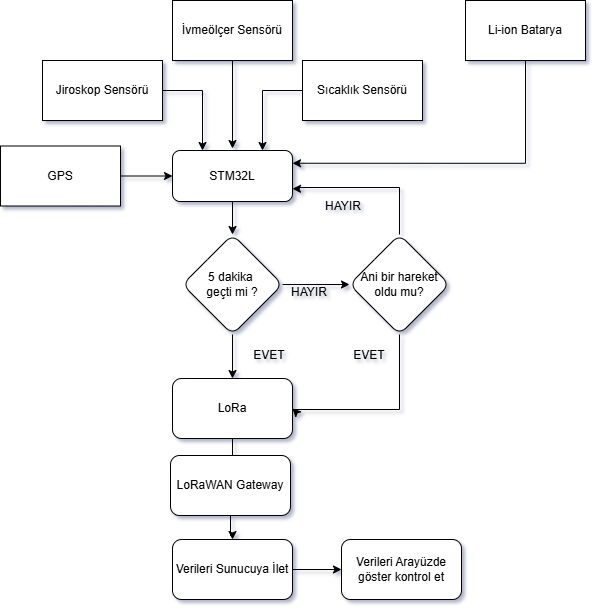 İvmeölçer Sensörü
Li-ion Batarya
Jiroskop Sensörü
Sıcaklık Sensörü
GPS
STM32L
HAYIR
5 dakika
geçti mi ?
HAYIR
Ani bir hareket
oldu mu?
EVET
EVET
LoRa
LoRaWAN Gateway
Verileri Sunucuya İlet
Verileri Arayüzde
göster kontrol et